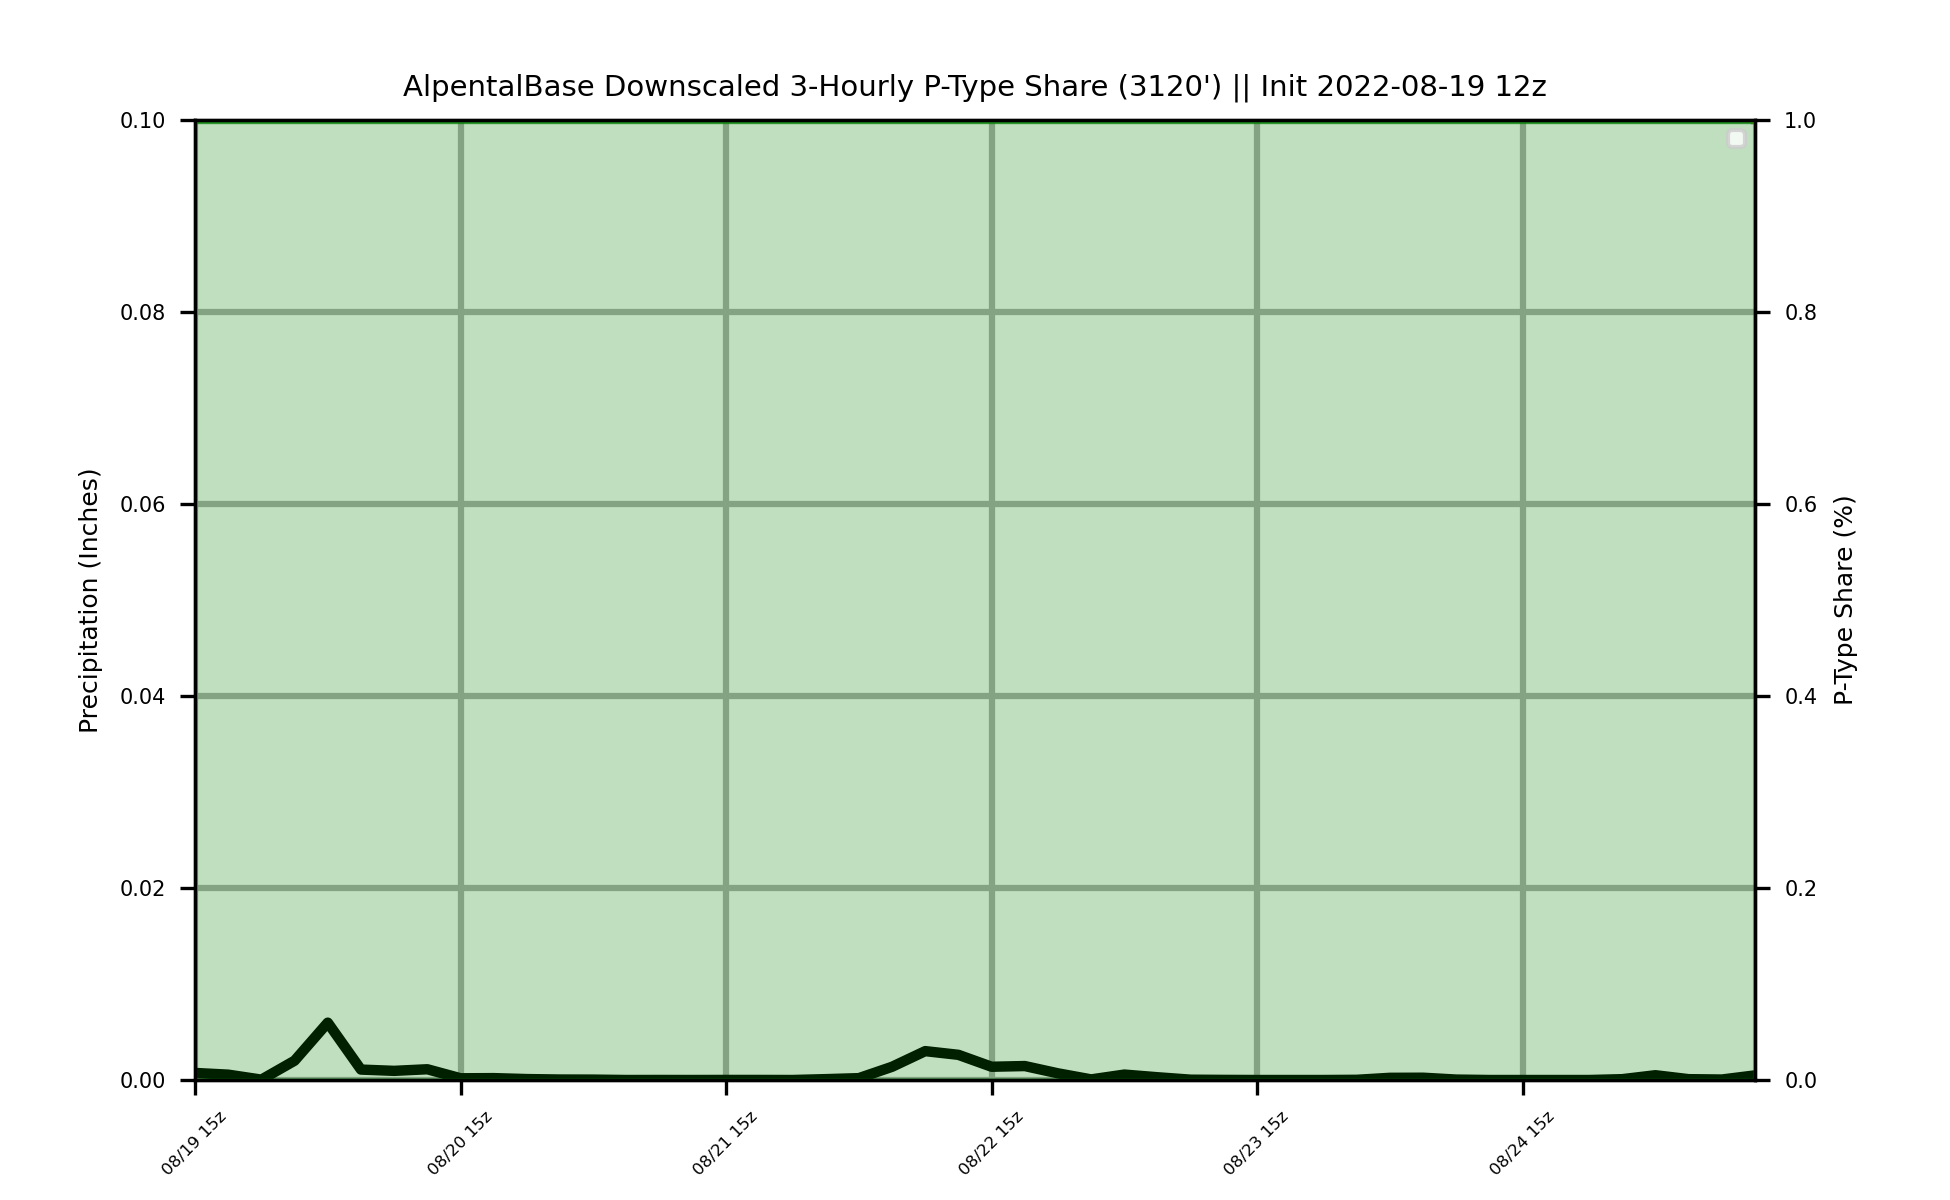 AlpentalBase Downscaled 3-Hourly P-Type Share (3120') || Init 2022-08-19 12z
0.10
0.08
0.06
0.04
0.02
0.00
Precipitation (Inches)
1.0
0.8
0.6
0.4
0.2
0.0
P-Type Share (%)
08/19 15z
08/20 15z
08/21 15z
08/22 15z
08/23 15z
08/24 15z